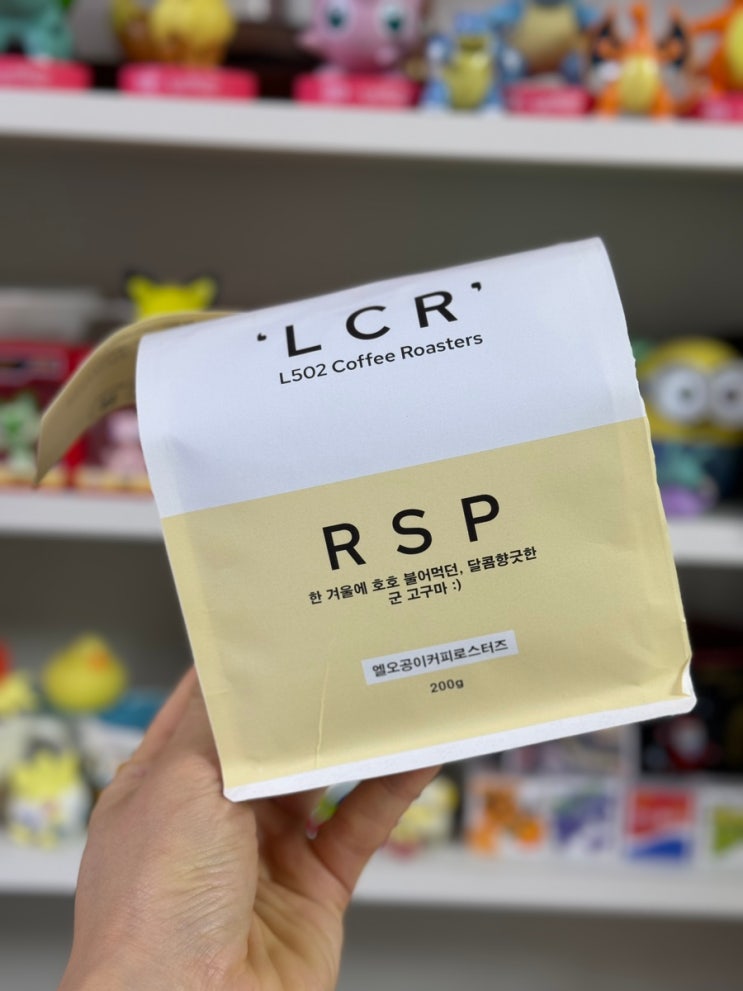 ‘LCR’
L502 Coffee Roasters
RSP
한 겨울에 호호 불어먹던, 달콤향긋한
군 고구마 :)
엘오공이커피로스터즈
200g